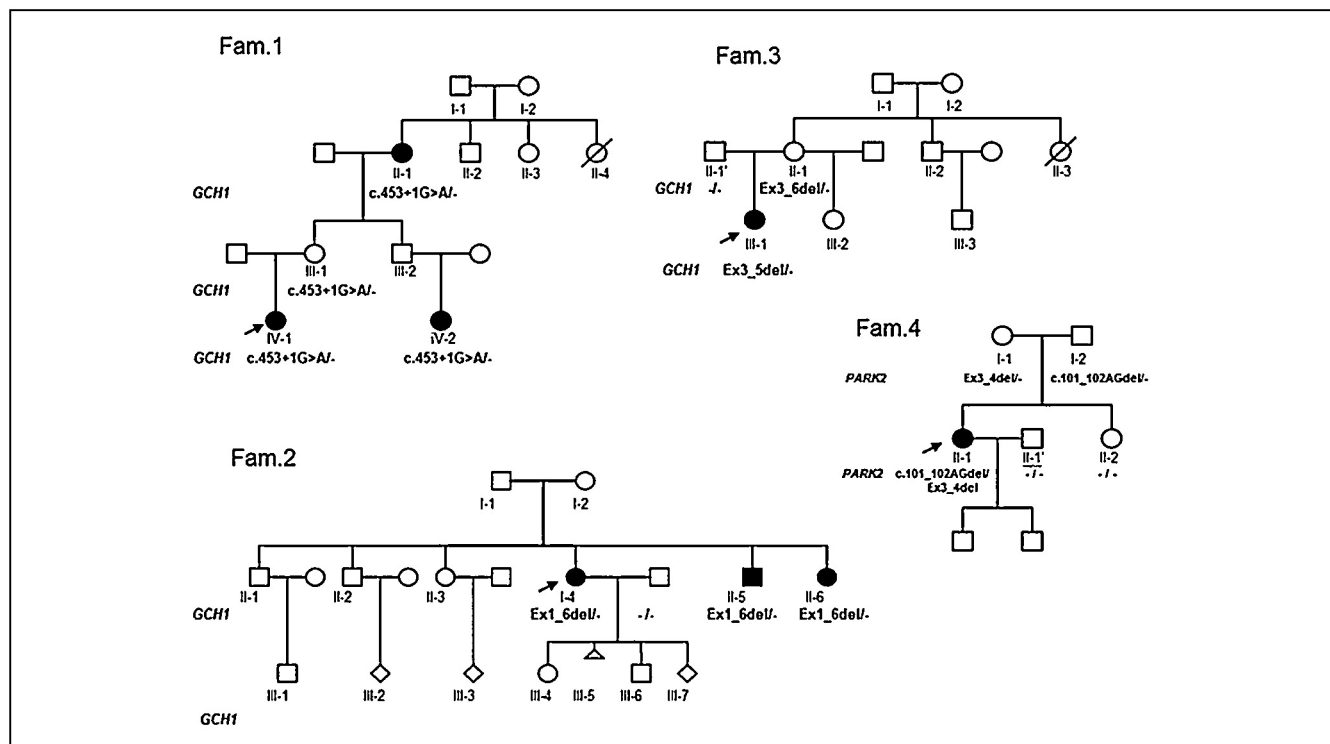 Fam.1
I-1 I-2
II-1 II-2 II-3 II-4
GCH1 c.453+1G>A/-
III-1 III-2
GCH1 c.453+1G>A/-
IV-1 iV-2
GCH1 c.453+1G>A/- c.453+1G>A/-
Fam.3
I-1 I-2
II-1' II-1 II-2 II-3
GCH1 -/- Ex3_6del/-
III-1 III-2 III-3
GCH1 Ex3_5del/-
Fam.4
I-1 I-2
PARK2 Ex3_4del/- c.101_102AGdel/-
II-1 II-1' II-2
PARK2 c.101_102AGdel/ -/- -/-
Ex3_4del
Fam.2
I-1 I-2
II-1 II-2 II-3 I-4 II-5 II-6
GCH1 Ex1_6del/- -/- Ex1_6del/- Ex1_6del/-
III-1 III-2 III-3 III-4 III-5 III-6 III-7
GCH1